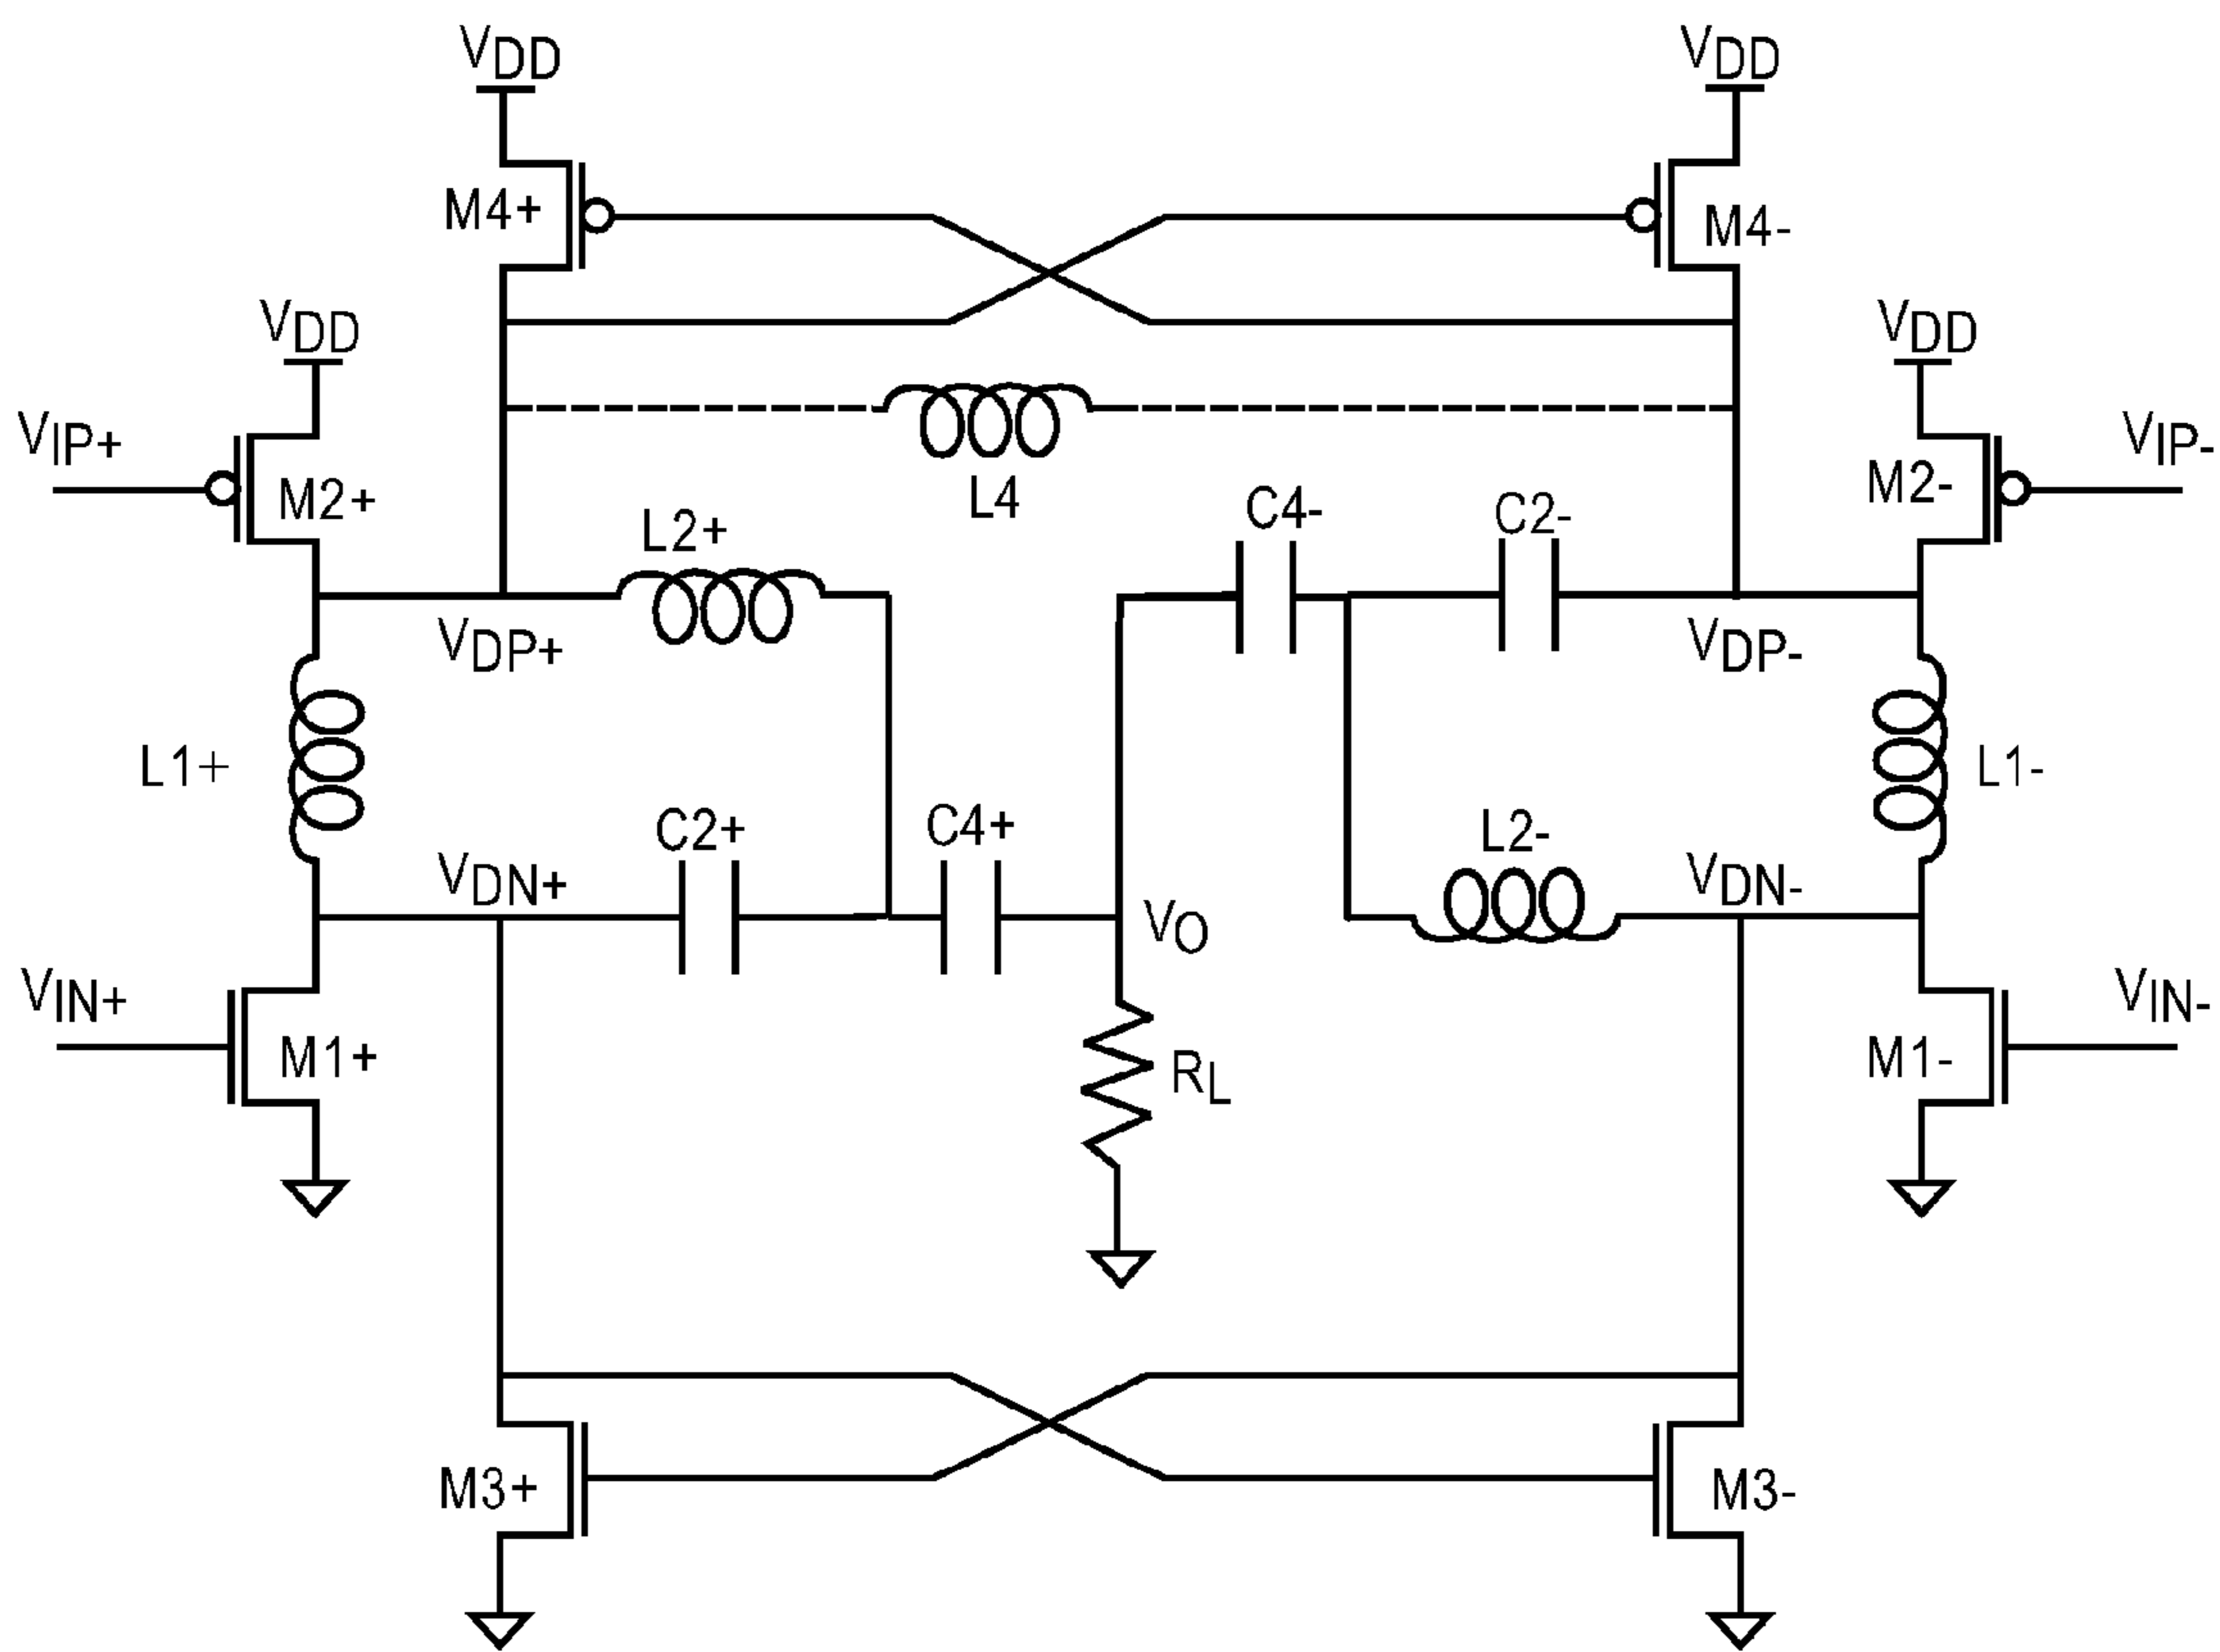 VDD
VDD
M4+
M4-
VDD
VDD
VIP+
VIP-
M2+
M2-
L4
L2+
C4-
C2-
VDP+
VDP-
L1+
L1-
C2+
C4+
L2-
VDN+
VDN-
VO
VIN+
VIN-
M1+
M1-
RL
M3+
M3-